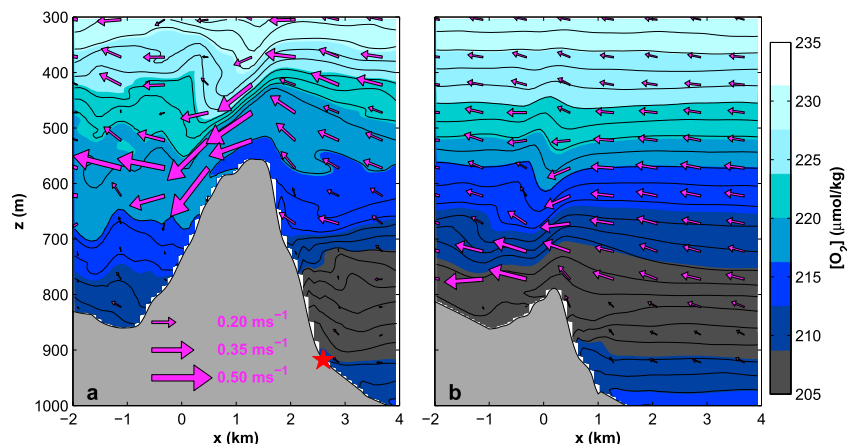 300
400
500
600
700
800
900
1000
z (m)
−2 −1 0 1 2 3 4
x (km)
0.20 ms⁻¹
0.35 ms⁻¹
0.50 ms⁻¹
a
−2 −1 0 1 2 3 4
x (km)
b
235
230
225
220
215
210
205
[O₂] (μmol/kg)